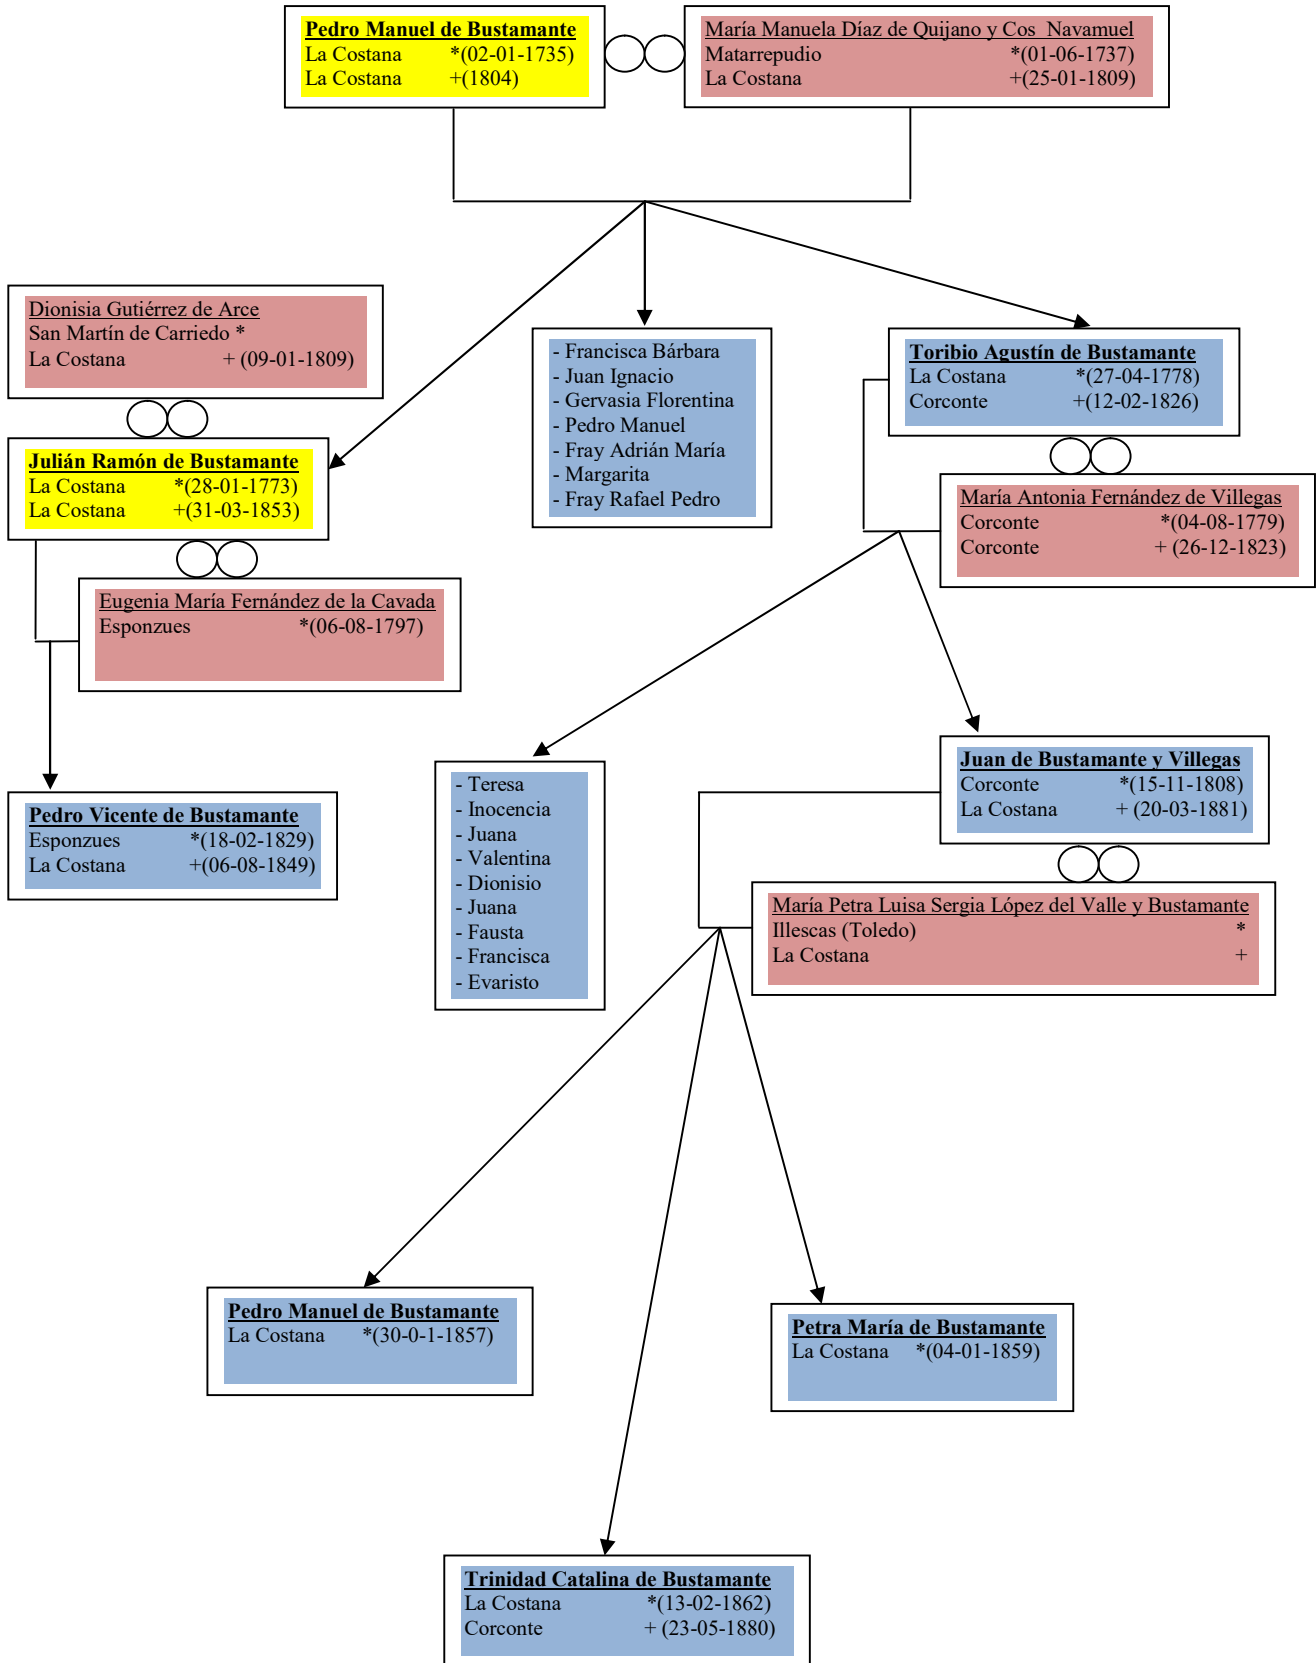 Pedro Manuel de Bustamante
La Costana *(02-01-1735)
La Costana +(1804)
María Manuela Díaz de Quijano y Cos Navamuel
Matarrepudio *(01-06-1737)
La Costana +(25-01-1809)
Dionisia Gutiérrez de Arce
San Martín de Carriedo *
La Costana + (09-01-1809)
- Francisca Bárbara
- Juan Ignacio
- Gervasia Florentina
- Pedro Manuel
- Fray Adrián María
- Margarita
- Fray Rafael Pedro
Toribio Agustín de Bustamante
La Costana *(27-04-1778)
Corconte +(12-02-1826)
Julián Ramón de Bustamante
La Costana *(28-01-1773)
La Costana +(31-03-1853)
María Antonia Fernández de Villegas
Corconte *(04-08-1779)
Corconte + (26-12-1823)
Eugenia María Fernández de la Cavada
Esponzues *(06-08-1797)
Juan de Bustamante y Villegas
Corconte *(15-11-1808)
La Costana + (20-03-1881)
- Teresa
- Inocencia
- Juana
- Valentina
- Dionisio
- Juana
- Fausta
- Francisca
- Evaristo
Pedro Vicente de Bustamante
Esponzues *(18-02-1829)
La Costana +(06-08-1849)
María Petra Luisa Sergia López del Valle y Bustamante
Illescas (Toledo) *
La Costana +
Pedro Manuel de Bustamante
La Costana *(30-0-1-1857)
Petra María de Bustamante
La Costana *(04-01-1859)
Trinidad Catalina de Bustamante
La Costana *(13-02-1862)
Corconte + (23-05-1880)